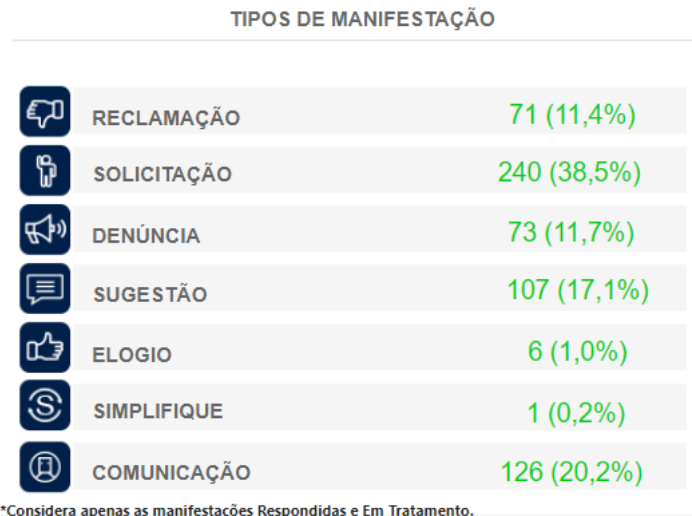 TIPOS DE MANIFESTAÇÃO
RECLAMAÇÃO 71 (11,4%)
SOLICITAÇÃO 240 (38,5%)
DENÚNCIA 73 (11,7%)
SUGESTÃO 107 (17,1%)
ELOGIO 6 (1,0%)
SIMPLIFIQUE 1 (0,2%)
COMUNICAÇÃO 126 (20,2%)
*Considera apenas as manifestações Respondidas e Em Tratamento.